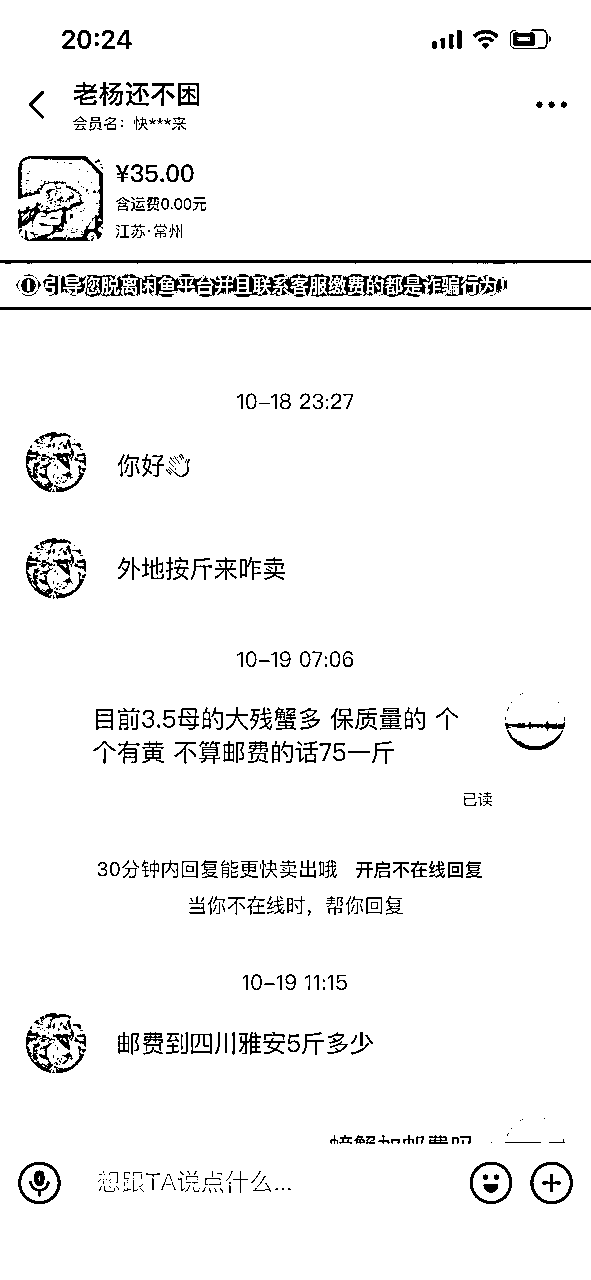 20:24
老杨还不困
会员名：快***来
¥35.00
含运费0.00元
江苏·常州
引导您脱离闲鱼平台并且联系客服缴费的都是诈骗行为！
10-18 23:27
你好👋
外地按斤来咋卖
10-19 07:06
目前3.5母的大残蟹多 保质量的 个
个有黄 不算邮费的话75一斤
已读
30分钟内回复能更快卖出哦 开启不在线回复
当你不在线时，帮你回复
10-19 11:15
邮费到四川雅安5斤多少
螃蟹加邮费吗
想跟TA说点什么...